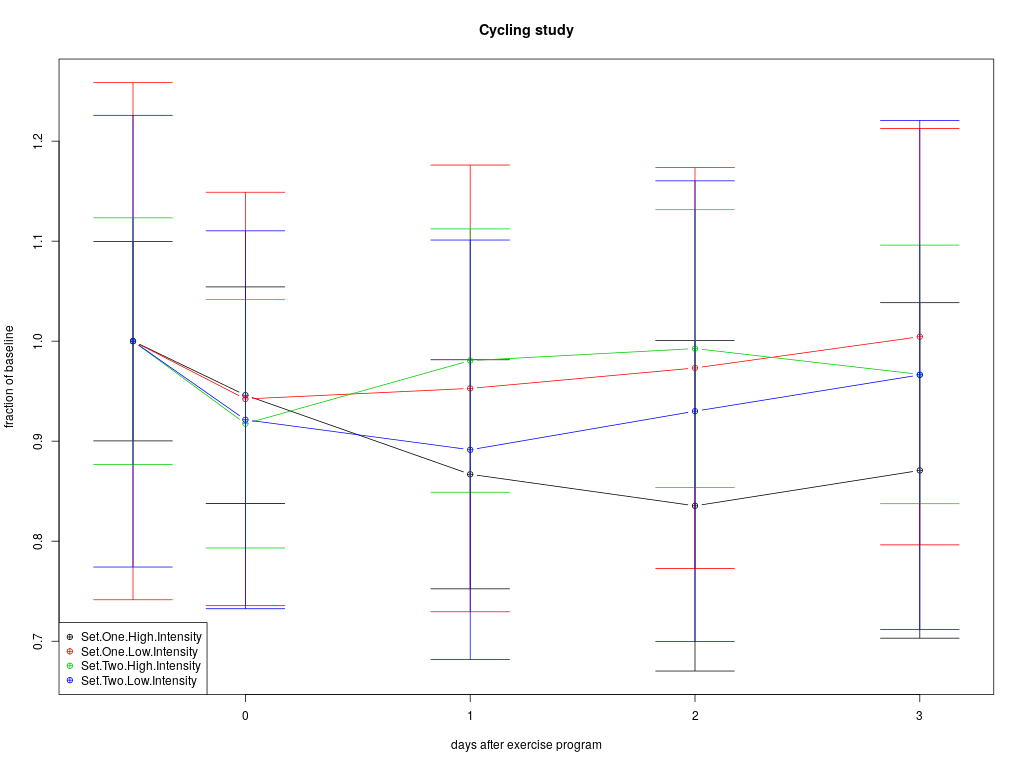 Cycling study
fraction of baseline
1.2
1.1
1.0
0.9
0.8
0.7
Set.One.High.Intensity
Set.One.Low.Intensity
Set.Two.High.Intensity
Set.Two.Low.Intensity
0 1 2 3
days after exercise program